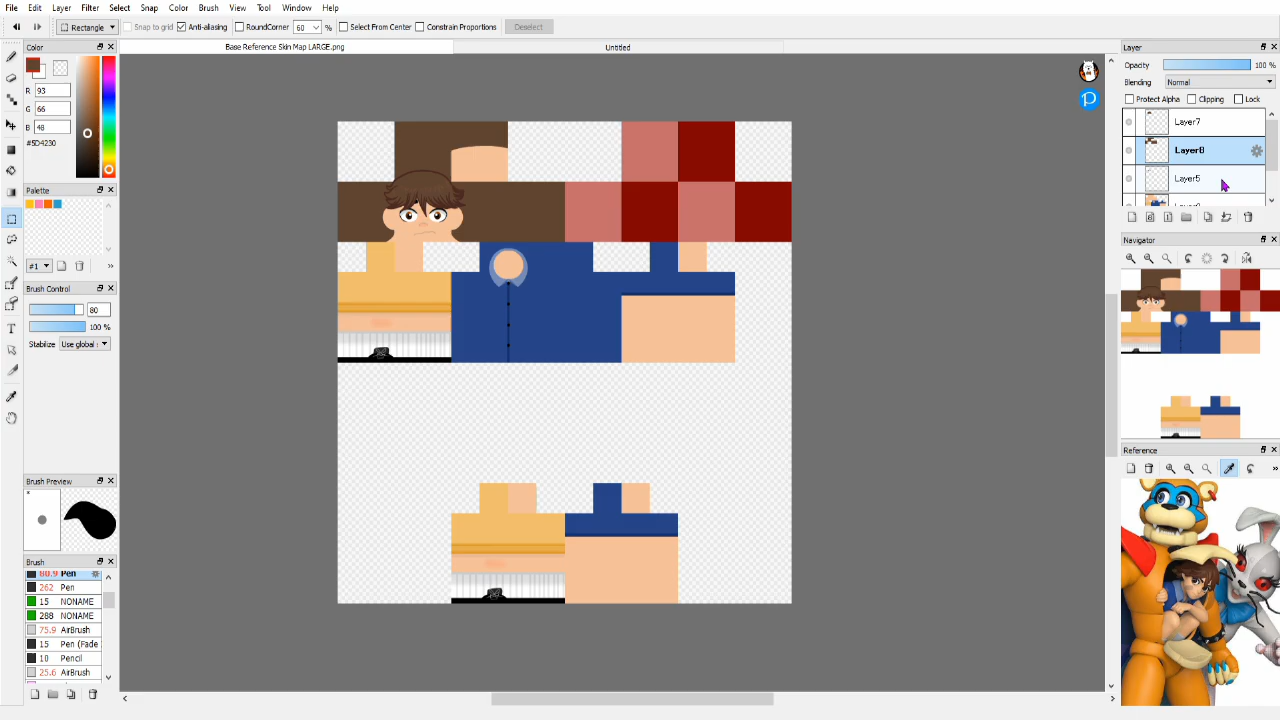 File Edit Layer Filter Select Snap Color Brush View Tool Window Help
Rectangle Snap to grid Anti-aliasing RoundCorner 60 % Select From Center Constrain Proportions Deselect
Color Base Reference Skin Map LARGE.png Untitled Layer
Opacity 100 %
Blending Normal
R 93
Protect Alpha Clipping Lock
G 66
B 48
Layer7
#5D4230
Layer8
Layer5
Palette
Navigator
#1
Brush Control
80
100 %
Stabilize Use global
Reference
Brush Preview
Brush
80.9 Pen
262 Pen
15 NONAME
288 NONAME
75.9 AirBrush
15 Pen (Fade
10 Pencil
25.6 AirBrush